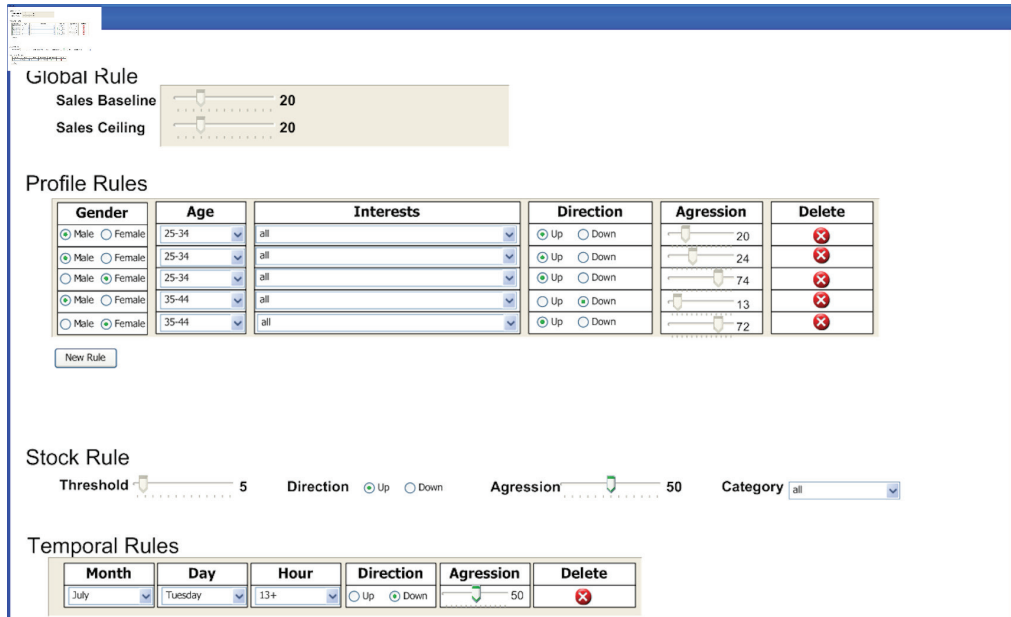 Global Rule
Sales Baseline 20
Sales Ceiling 20
Profile Rules
Gender Age Interests Direction Agression Delete
Male Female 25-34 all Up Down 20
Male Female 25-34 all Up Down 24
Male Female 25-34 all Up Down 74
Male Female 35-44 all Up Down 13
Male Female 35-44 all Up Down 72
New Rule
Stock Rule
Threshold 5 Direction Up Down Agression 50 Category all
Temporal Rules
Month Day Hour Direction Agression Delete
July Tuesday 13+ Up Down 50